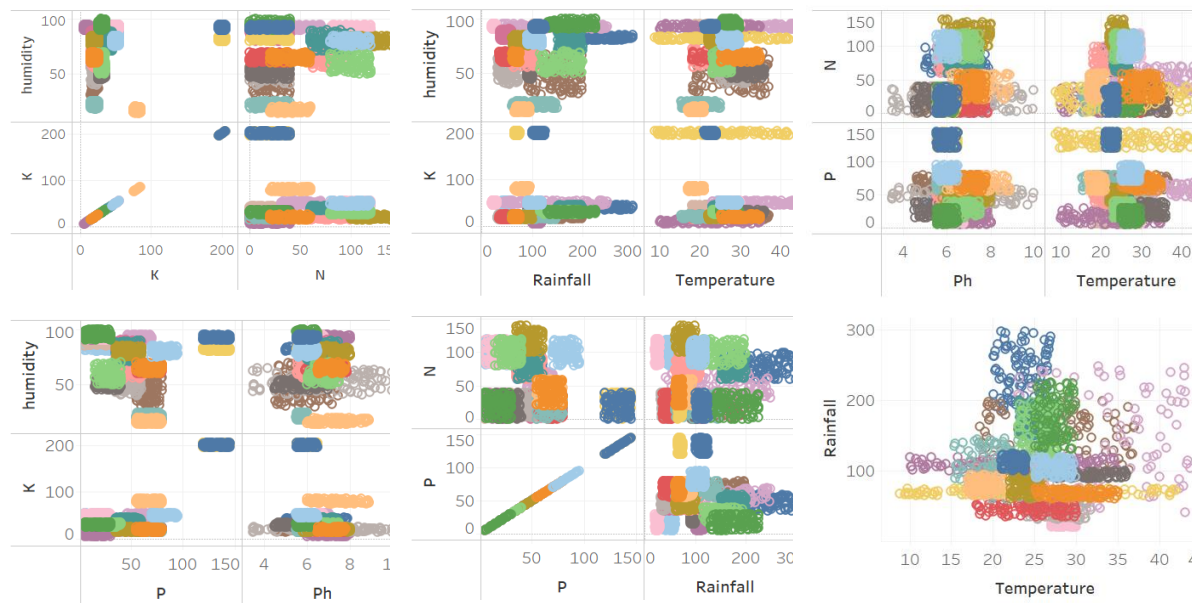 humidity 100 50
K 200 100 0
0 100 200 0 50 100 15
K N
humidity 100 50
K 200 100 0
0 100 200 300 10 20 30 40
Rainfall Temperature
N 150 100 50 0
P 150 100 50 0
4 6 8 10 10 20 30 40
Ph Temperature
humidity 100 50
K 200 100 0
50 100 150 4 6 8 1
P Ph
N 150 100 50 0
P 150 100 50 0
50 100 150 0 100 200 30
P Rainfall
Rainfall 300 200 100
10 15 20 25 30 35 40
Temperature